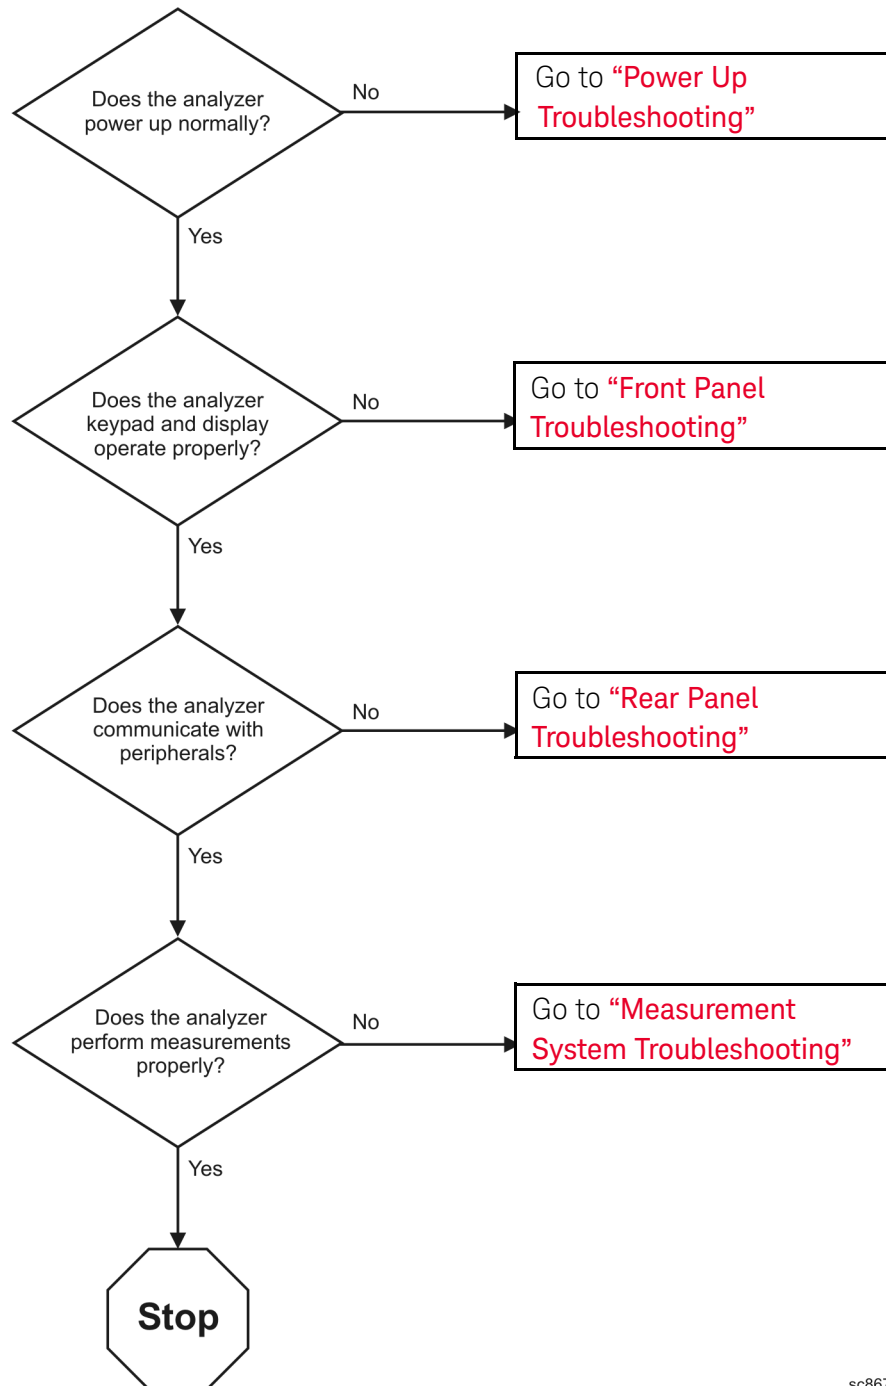 Does the analyzer
power up normally?
No
Go to “Power Up
Troubleshooting”
Yes
Does the analyzer
keypad and display
operate properly?
No
Go to “Front Panel
Troubleshooting”
Yes
Does the analyzer
communicate with
peripherals?
No
Go to “Rear Panel
Troubleshooting”
Yes
Does the analyzer
perform measurements
properly?
No
Go to “Measurement
System Troubleshooting”
Yes
Stop